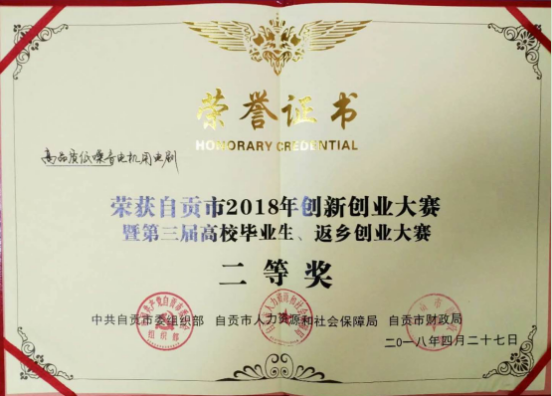 荣誉证书
HONORARY CREDENTIAL
高品质低噪音电机用电刷
荣获自贡市2018年创新创业大赛
暨第三届高校毕业生、返乡创业大赛
二等奖
中共自贡市委组织部 自贡市人力资源和社会保障局 自贡市财政局
二0一八年四月二十七日